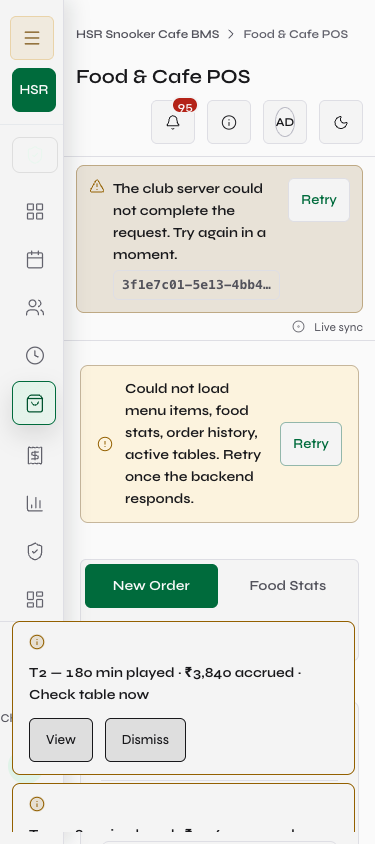 HSR Snooker Cafe BMS > Food & Cafe POS
Food & Cafe POS
HSR
95
AD
The club server could
not complete the
request. Try again in a
moment.
Retry
3f1e7c01-5e13-4bb4…
Live sync
Could not load
menu items, food
stats, order history,
active tables. Retry
once the backend
responds.
Retry
New Order
Food Stats
T2 — 180 min played · ₹3,840 accrued ·
Check table now
View
Dismiss